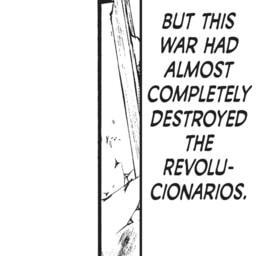 BUT THIS
WAR HAD
ALMOST
COMPLETELY
DESTROYED
THE
REVOLU-
CIONARIOS.